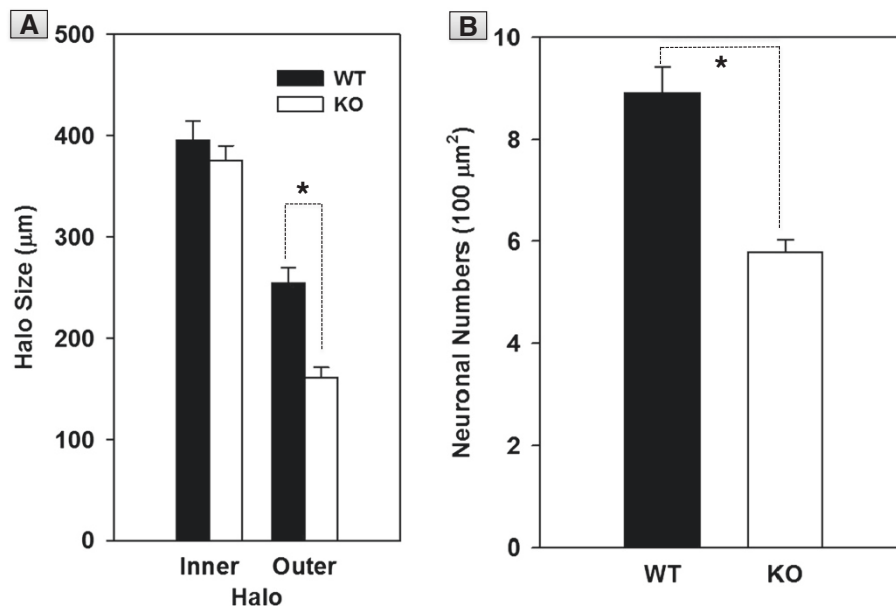 A
500
400
300
200
100
0
Halo Size (μm)
WT
KO
*
Inner Outer
Halo
B
10
8
6
4
2
0
Neuronal Numbers (100 μm²)
*
WT KO